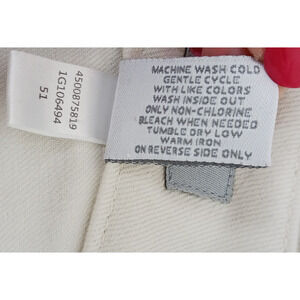 4500875819
1G106494
51
MACHINE WASH COLD
GENTLE CYCLE
WITH LIKE COLORS
WASH INSIDE OUT
ONLY NON-CHLORINE
BLEACH WHEN NEEDED
TUMBLE DRY LOW
WARM IRON
ON REVERSE SIDE ONLY